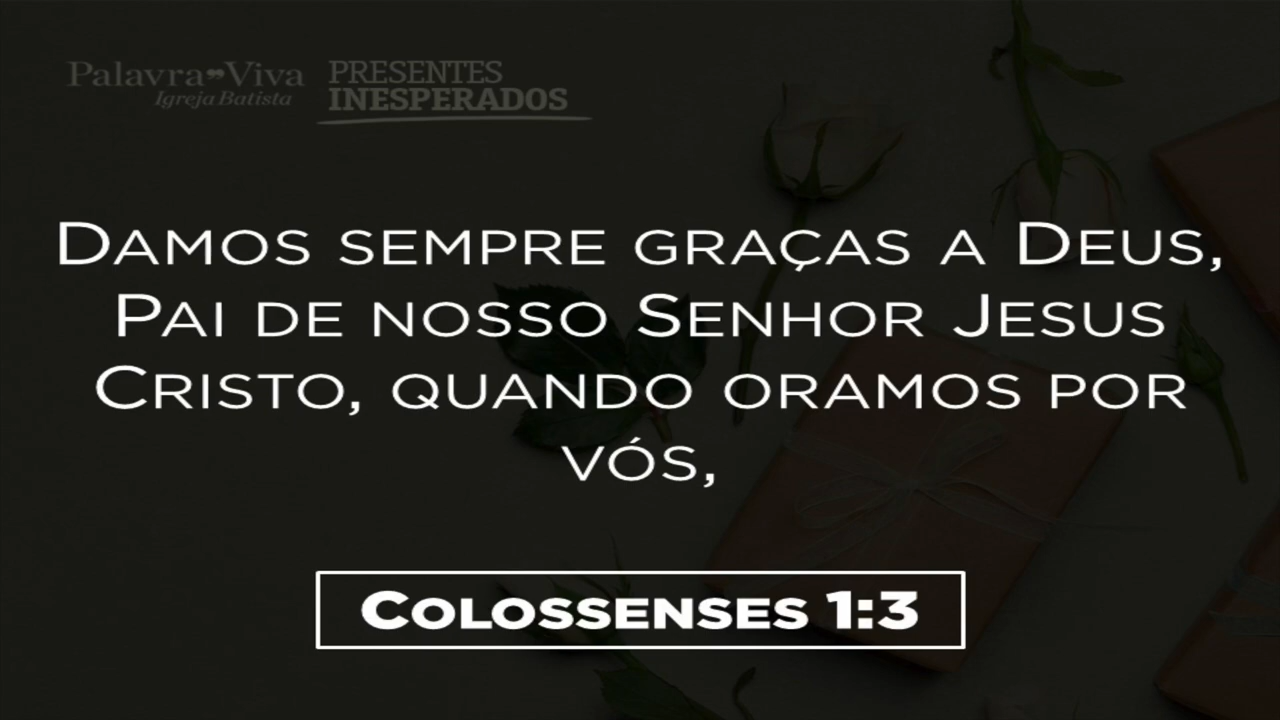 Palavra Viva
Igreja Batista
PRESENTES
INESPERADOS
Damos sempre graças a Deus,
Pai de nosso Senhor Jesus
Cristo, quando oramos por
vós,
Colossenses 1:3